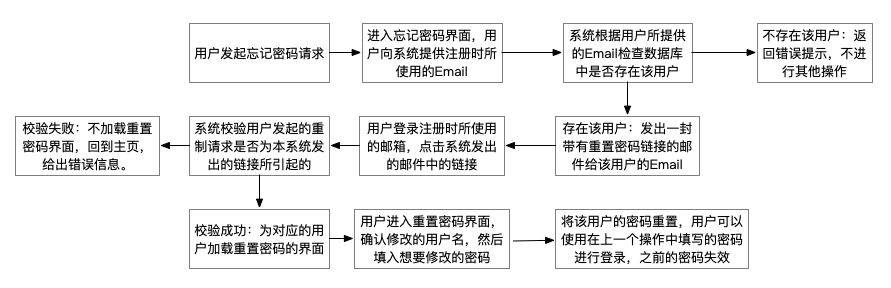 用户发起忘记密码请求
进入忘记密码界面，用
户向系统提供注册时所
使用的Email
系统根据用户所提供
的Email检查数据库
中是否存在该用户
不存在该用户：返
回错误提示，不进
行其他操作
校验失败：不加载重置
密码界面，回到主页，
给出错误信息。
系统校验用户发起的重
制请求是否为本系统发
出的链接所引起的
用户登录注册时所使用
的邮箱，点击系统发出
的邮件中的链接
存在该用户：发出一封
带有重置密码链接的邮
件给该用户的Email
校验成功：为对应的用
户加载重置密码的界面
用户进入重置密码界面，
确认修改的用户名，然后
填入想要修改的密码
将该用户的密码重置，用户可以
使用在上一个操作中填写的密码
进行登录，之前的密码失效